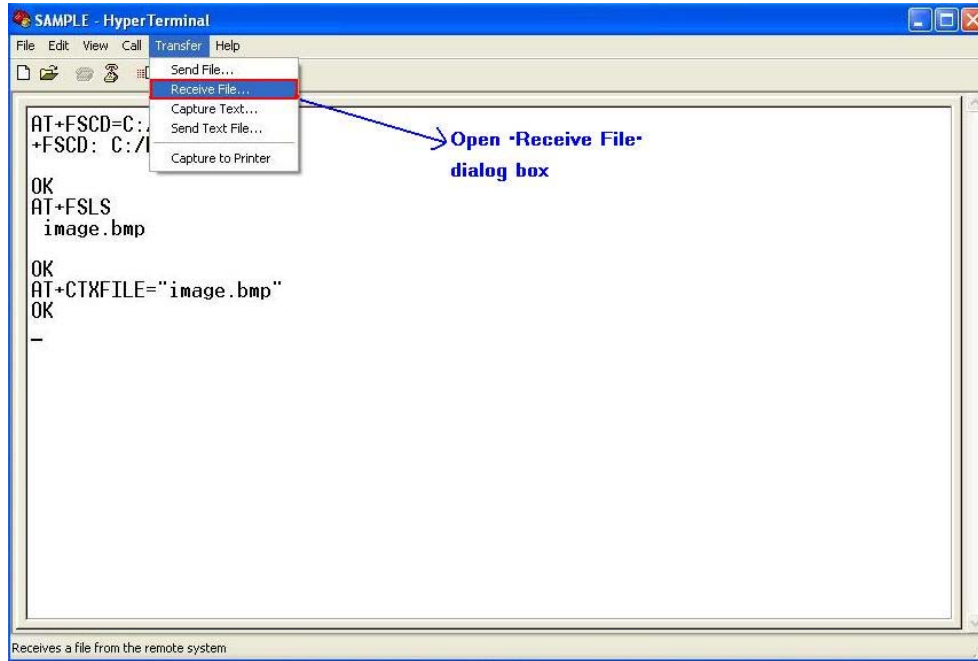 SAMPLE - HyperTerminal
File Edit View Call Transfer Help
Send File...
Receive File...
Capture Text...
Send Text File...
Capture to Printer
AT+FSCD=C:/
+FSCD: C:/
OK
AT+FSLS
image.bmp
OK
AT+CTXFILE="image.bmp"
OK
Open -Receive File-
dialog box
Receives a file from the remote system